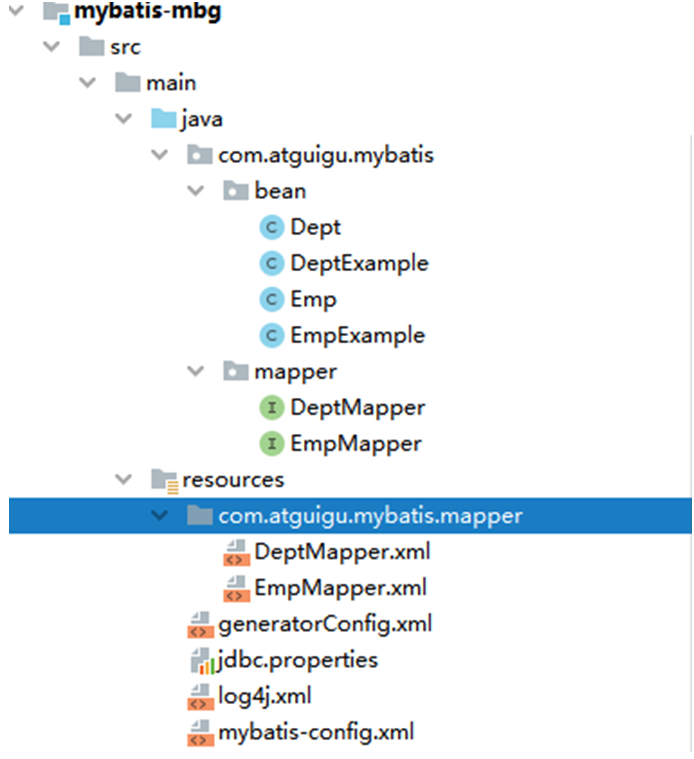 mybatis-mbg
src
main
java
com.atguigu.mybatis
bean
C Dept
C DeptExample
C Emp
C EmpExample
mapper
I DeptMapper
I EmpMapper
resources
com.atguigu.mybatis.mapper
DeptMapper.xml
EmpMapper.xml
generatorConfig.xml
jdbc.properties
log4j.xml
mybatis-config.xml